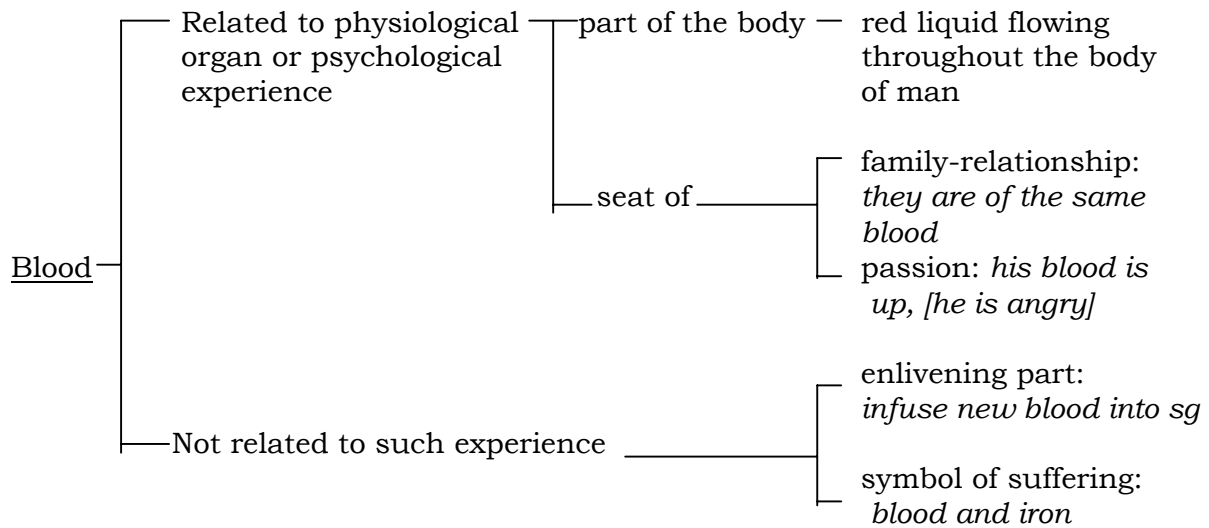 Related to physiological
organ or psychological
experience
part of the body
red liquid flowing
throughout the body
of man
seat of
family-relationship:
they are of the same
blood
passion: his blood is
up, [he is angry]
Blood
Not related to such experience
enlivening part:
infuse new blood into sg
symbol of suffering:
blood and iron